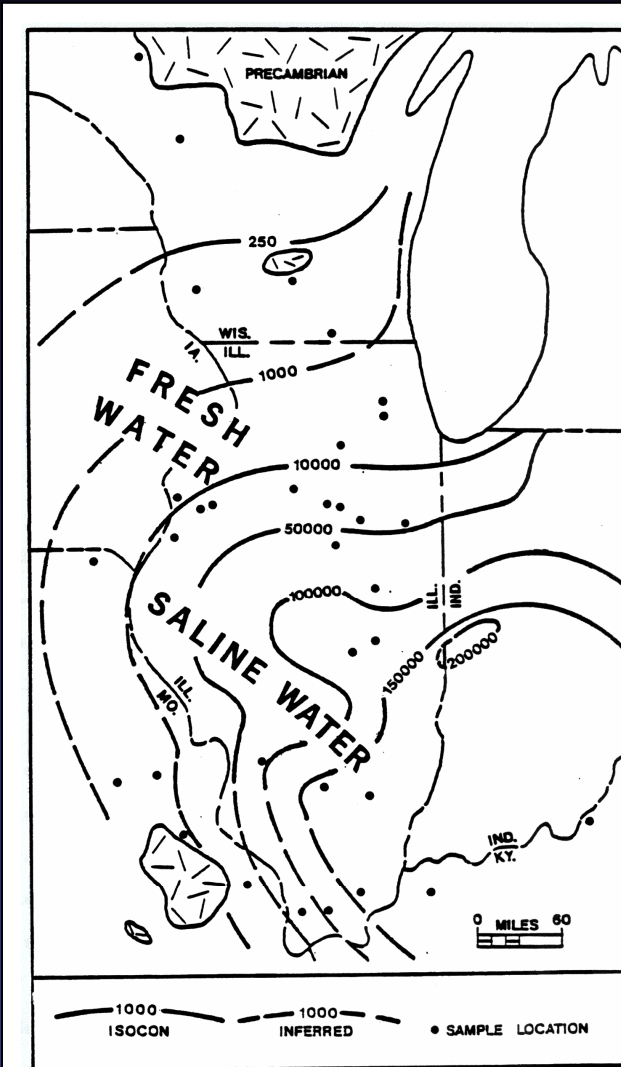 PRECAMBRIAN
250
WIS.
ILL.
IA.
1000
FRESH
WATER
10000
50000
100000
ILL.
IND.
SALINE WATER
150000
200000
ILL.
MO.
IND.
KY.
0 MILES 60
1000
ISOCON
1000
INFERRED
SAMPLE LOCATION